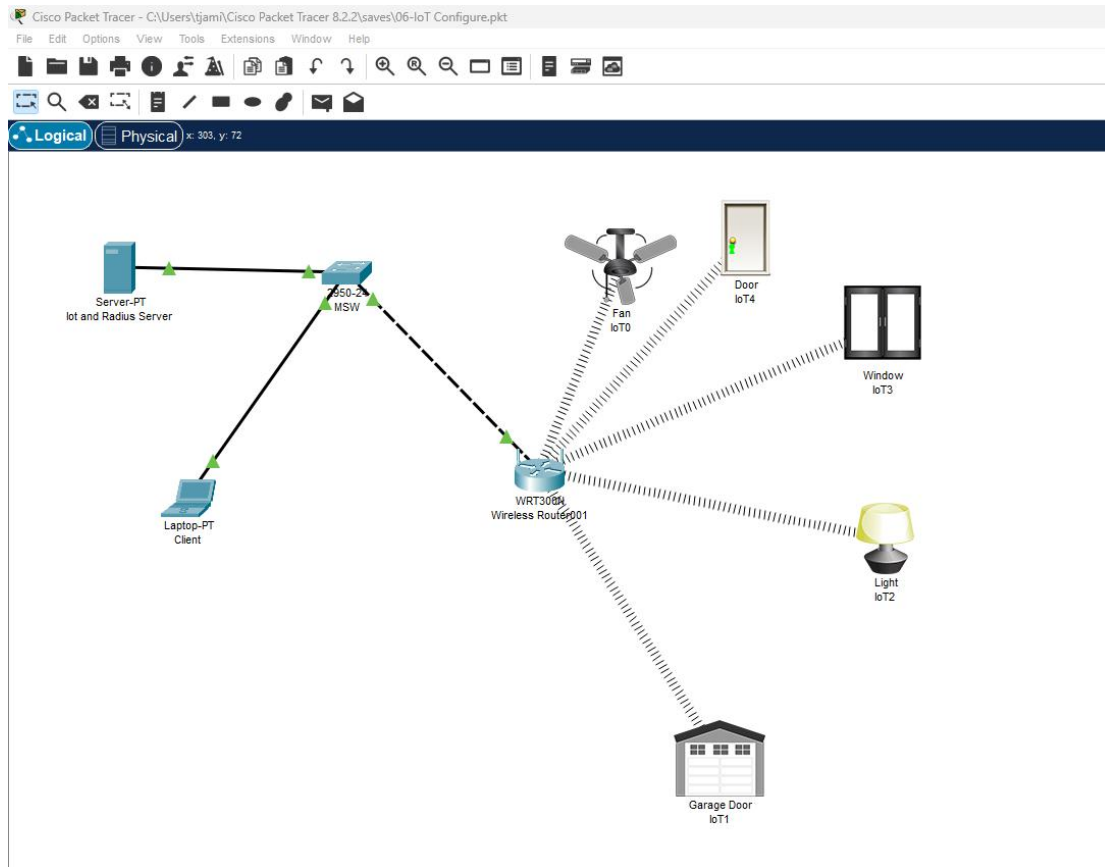 Cisco Packet Tracer - C:\Users\tjami\Cisco Packet Tracer 8.2.2\saves\06-IoT Configure.pkt
File Edit Options View Tools Extensions Window Help
Logical Physical x: 303, y: 72
Server-PT
Iot and Radius Server
2950-24
MSW
Fan
IoT0
Door
IoT4
Window
IoT3
Laptop-PT
Client
WRT300N
Wireless Router001
Light
IoT2
Garage Door
IoT1